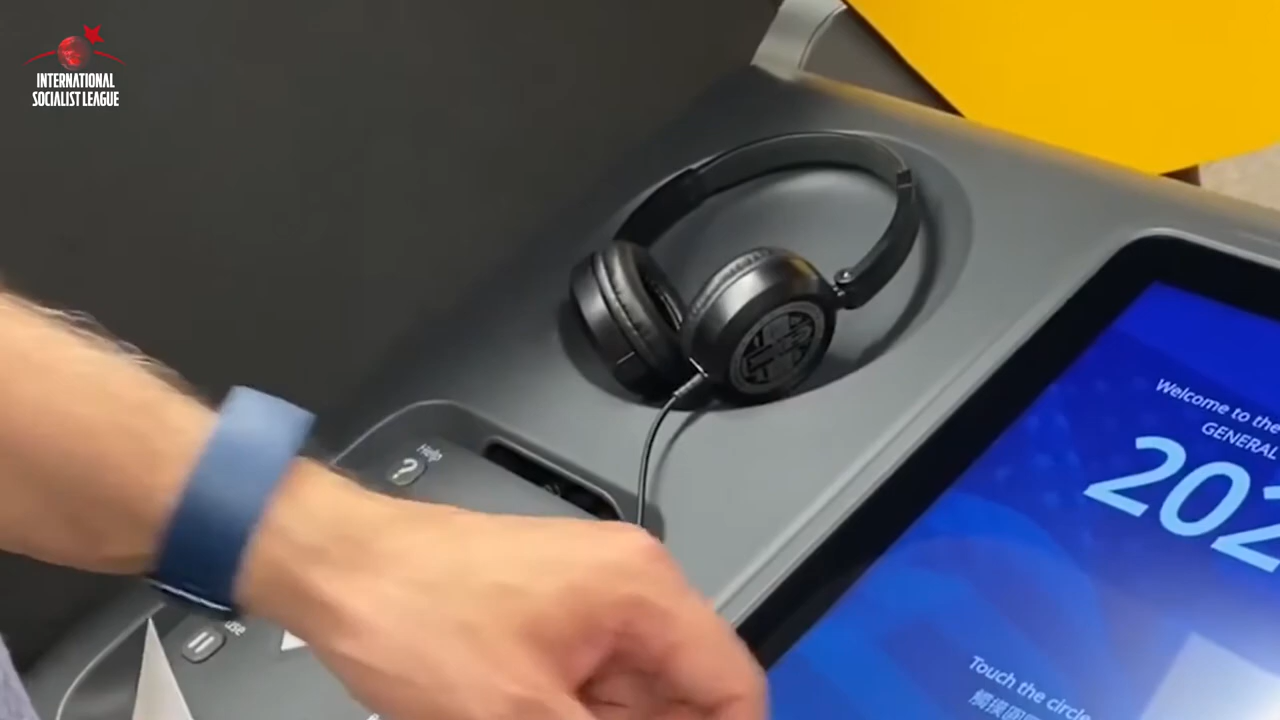 INTERNATIONAL
SOCIALIST LEAGUE
Help
Welcome to the
GENERAL
202
Touch the circle
觸摸圓